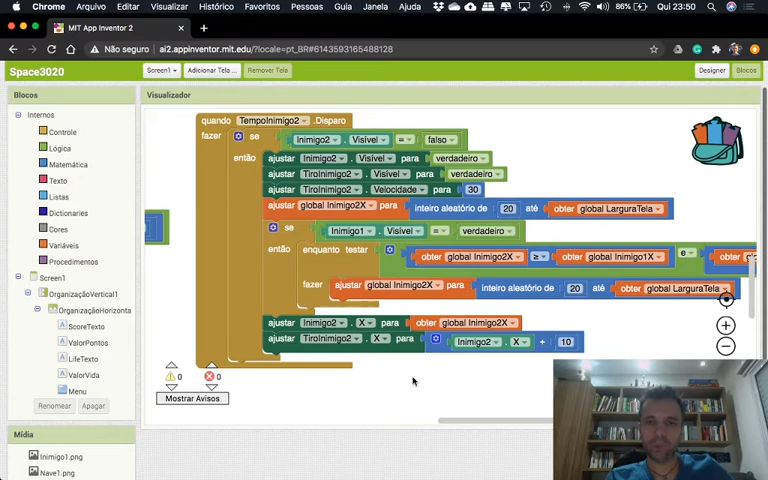 Chrome Arquivo Editar Visualizar Histórico Favoritos Pessoas Guia Janela Ajuda 86% Qui 23:50
MIT App Inventor 2
Não seguro | ai2.appinventor.mit.edu/?locale=pt_BR#6143593165488128
Space3020 Screen1 Adicionar Tela ... Remover Tela Designer Blocos
Blocos
Internos
Controle
Lógica
Matemática
Texto
Listas
Dictionaries
Cores
Variáveis
Procedimentos
Screen1
OrganizaçãoVertical1
OrganizaçãoHorizonta
ScoreTexto
ValorPontos
LifeTexto
ValorVida
Menu
Renomear Apagar
Mídia
Inimigo1.png
Nave1.png
Visualizador
quando TempoInimigo2 .Disparo
fazer se Inimigo2 . Visível = falso
então ajustar Inimigo2 . Visível para verdadeiro
ajustar TiroInimigo2 . Visível para verdadeiro
ajustar TiroInimigo2 . Velocidade para 30
ajustar global Inimigo2X para inteiro aleatório de 20 até obter global LarguraTela
se Inimigo1 . Visível = verdadeiro
então enquanto testar obter global Inimigo2X ≥ obter global Inimigo1X e
fazer ajustar global Inimigo2X para inteiro aleatório de 20 até obter global LarguraTela
ajustar Inimigo2 . X para obter global Inimigo2X
ajustar TiroInimigo2 . X para Inimigo2 . X + 10
0 0
Mostrar Avisos